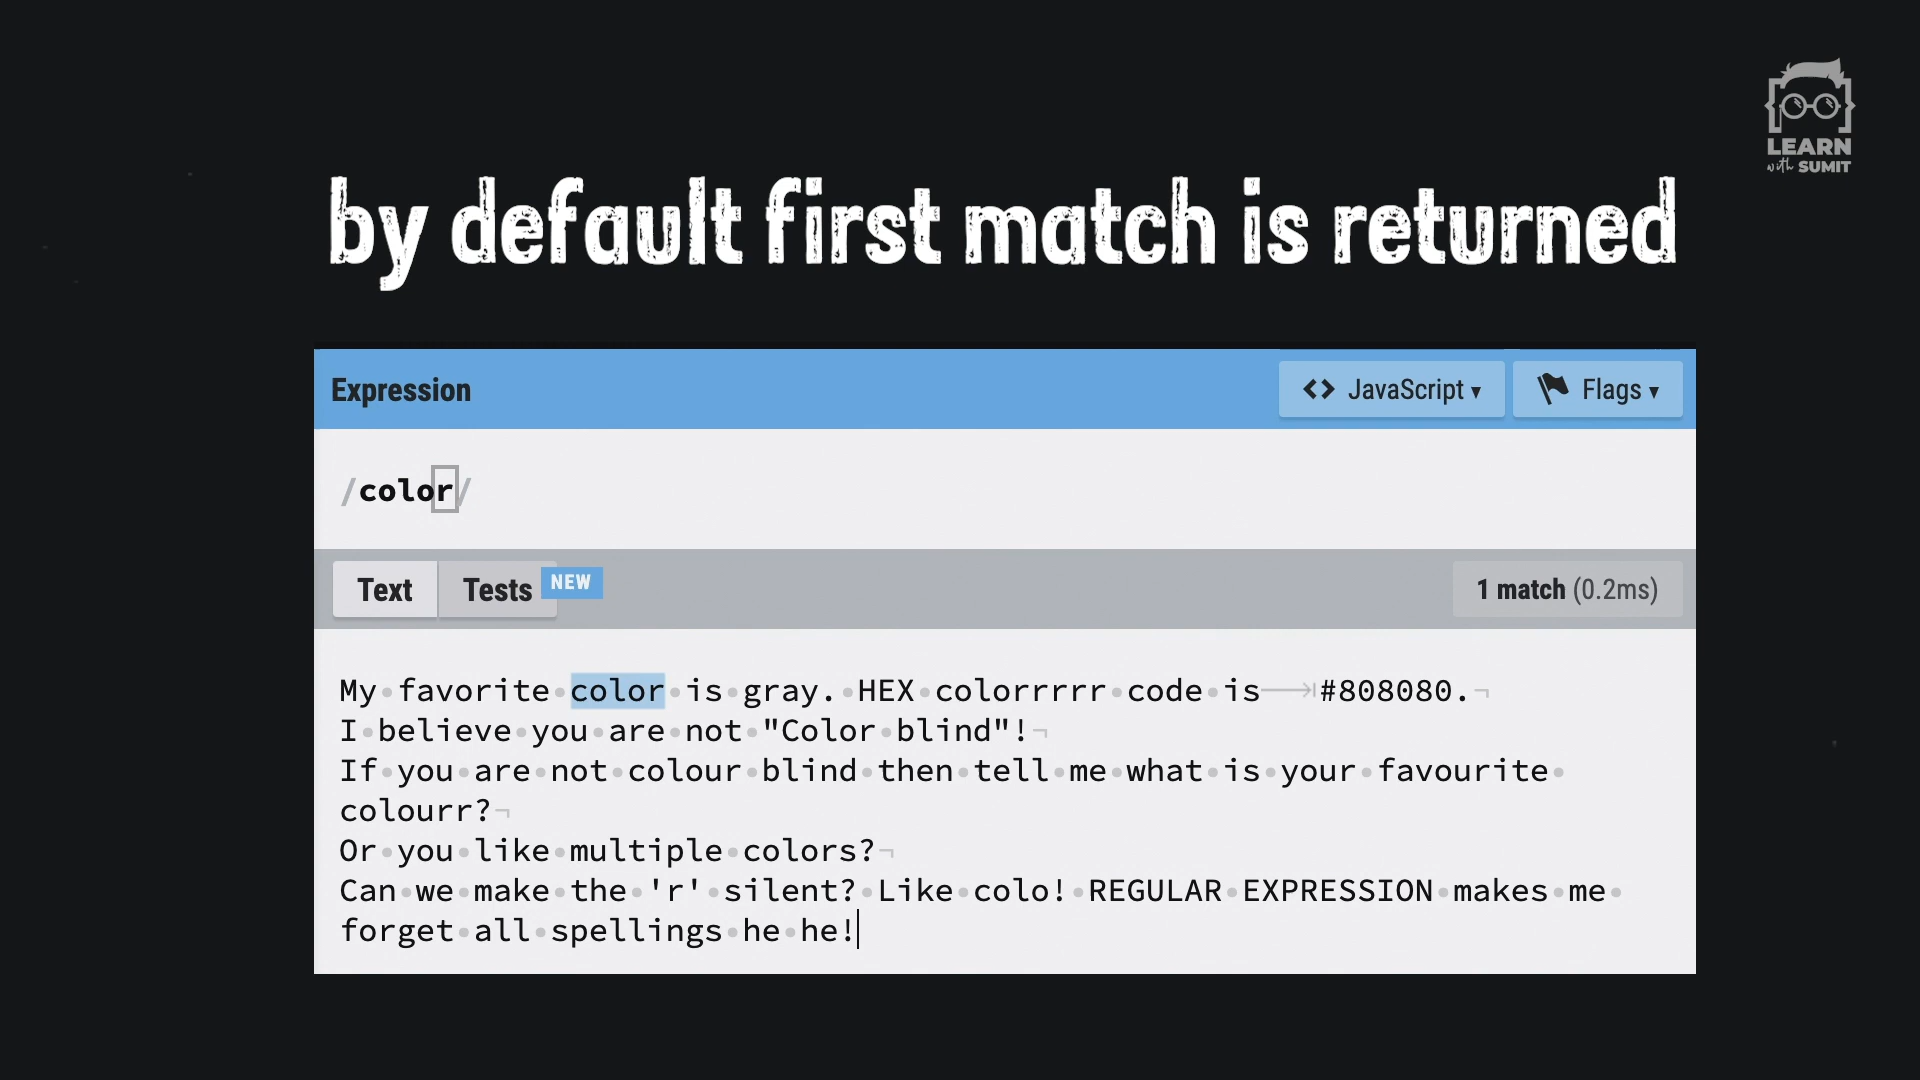 LEARN
with SUMIT
by default first match is returned
Expression
<> JavaScript ▾
Flags ▾
/color/
Text
Tests
NEW
1 match (0.2ms)
My favorite color is gray. HEX colorrrrr code is #808080.
I believe you are not "Color blind"!
If you are not colour blind then tell me what is your favourite
colourr?
Or you like multiple colors?
Can we make the 'r' silent? Like colo! REGULAR EXPRESSION makes me
forget all spellings he he!